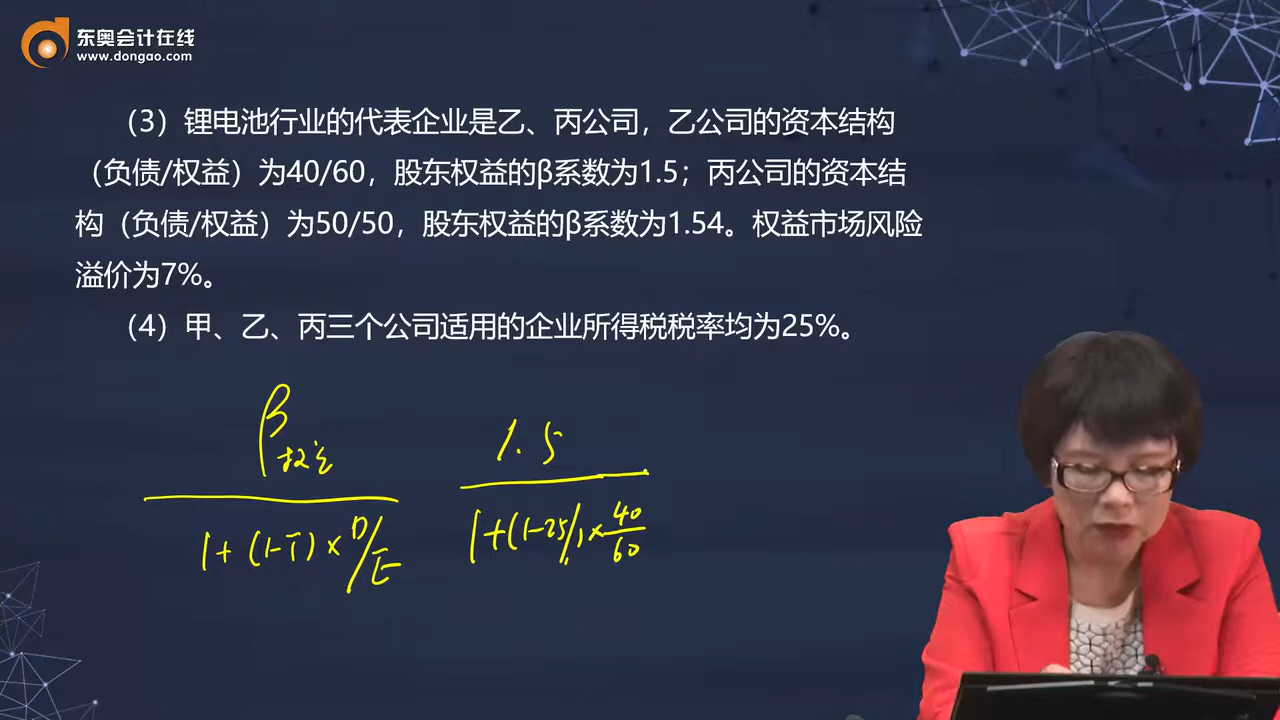 东奥会计在线
www.dongao.com
（3）锂电池行业的代表企业是乙、丙公司，乙公司的资本结构
（负债/权益）为40/60，股东权益的β系数为1.5；丙公司的资本结
构（负债/权益）为50/50，股东权益的β系数为1.54。权益市场风险
溢价为7%。
（4）甲、乙、丙三个公司适用的企业所得税税率均为25%。
β权益
1+(1-T)×D/E
1.5
1+(1-25%)×40/60